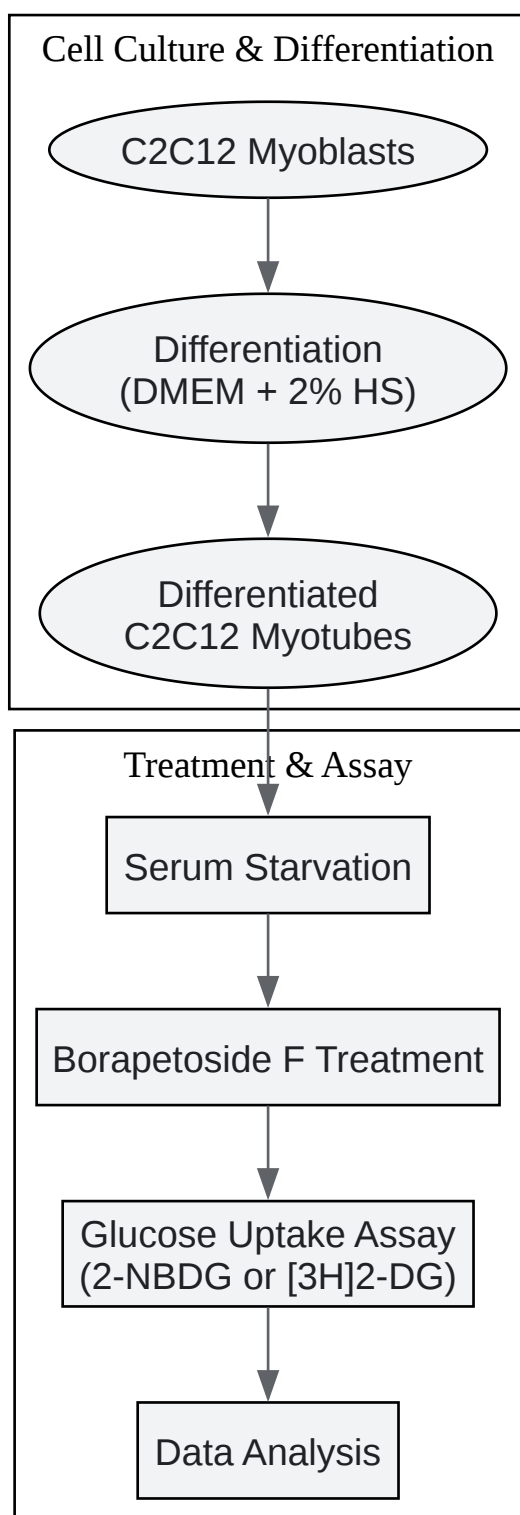 Cell Culture & Differentiation
C2C12 Myoblasts
Differentiation
(DMEM + 2% HS)
Differentiated
C2C12 Myotubes
Treatment & Assay
Serum Starvation
Borapetoside F Treatment
Glucose Uptake Assay
(2-NBDG or [3H]2-DG)
Data Analysis